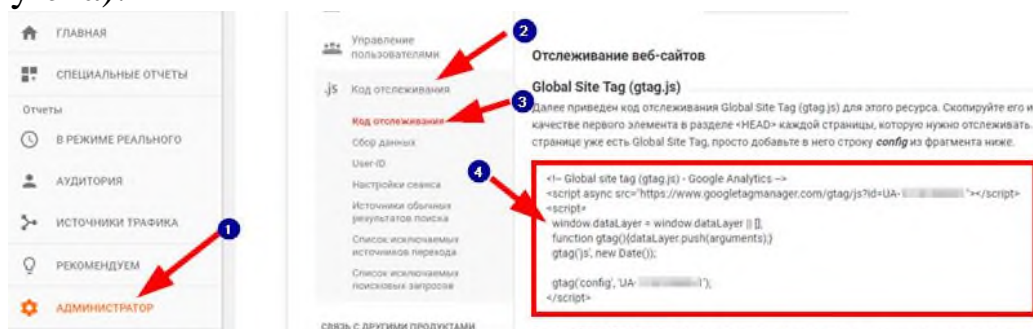 ГЛАВНАЯ
СПЕЦИАЛЬНЫЕ ОТЧЕТЫ
Отчеты
В РЕЖИМЕ РЕАЛЬНОГО
АУДИТОРИЯ
ИСТОЧНИКИ ТРАФИКА
1
РЕКОМЕНДУЕМ
АДМИНИСТРАТОР
2
Управление
пользователями
.js Код отслеживания
3
Код отслеживания
Сбор данных
User-ID
4
Настройки сеанса
Источники обычных
результатов поиска
Список исключаемых
источников перехода
Список исключаемых
поисковых запросов
СВЯЗЬ С ДРУГИМИ ПРОДУКТАМИ
Отслеживание веб-сайтов
Global Site Tag (gtag.js)
Далее приведен код отслеживания Global Site Tag (gtag.js) для этого ресурса. Скопируйте его и
качестве первого элемента в разделе <HEAD> каждой страницы, которую нужно отслеживать.
странице уже есть Global Site Tag, просто добавьте в него строку config из фрагмента ниже.
<!-- Global site tag (gtag.js) - Google Analytics -->
<script async src="https://www.googletagmanager.com/gtag/js?id=UA- "></script>
<script>
window.dataLayer = window.dataLayer || [];
function gtag(){dataLayer.push(arguments);}
gtag('js', new Date());
gtag('config', 'UA- 1');
</script>